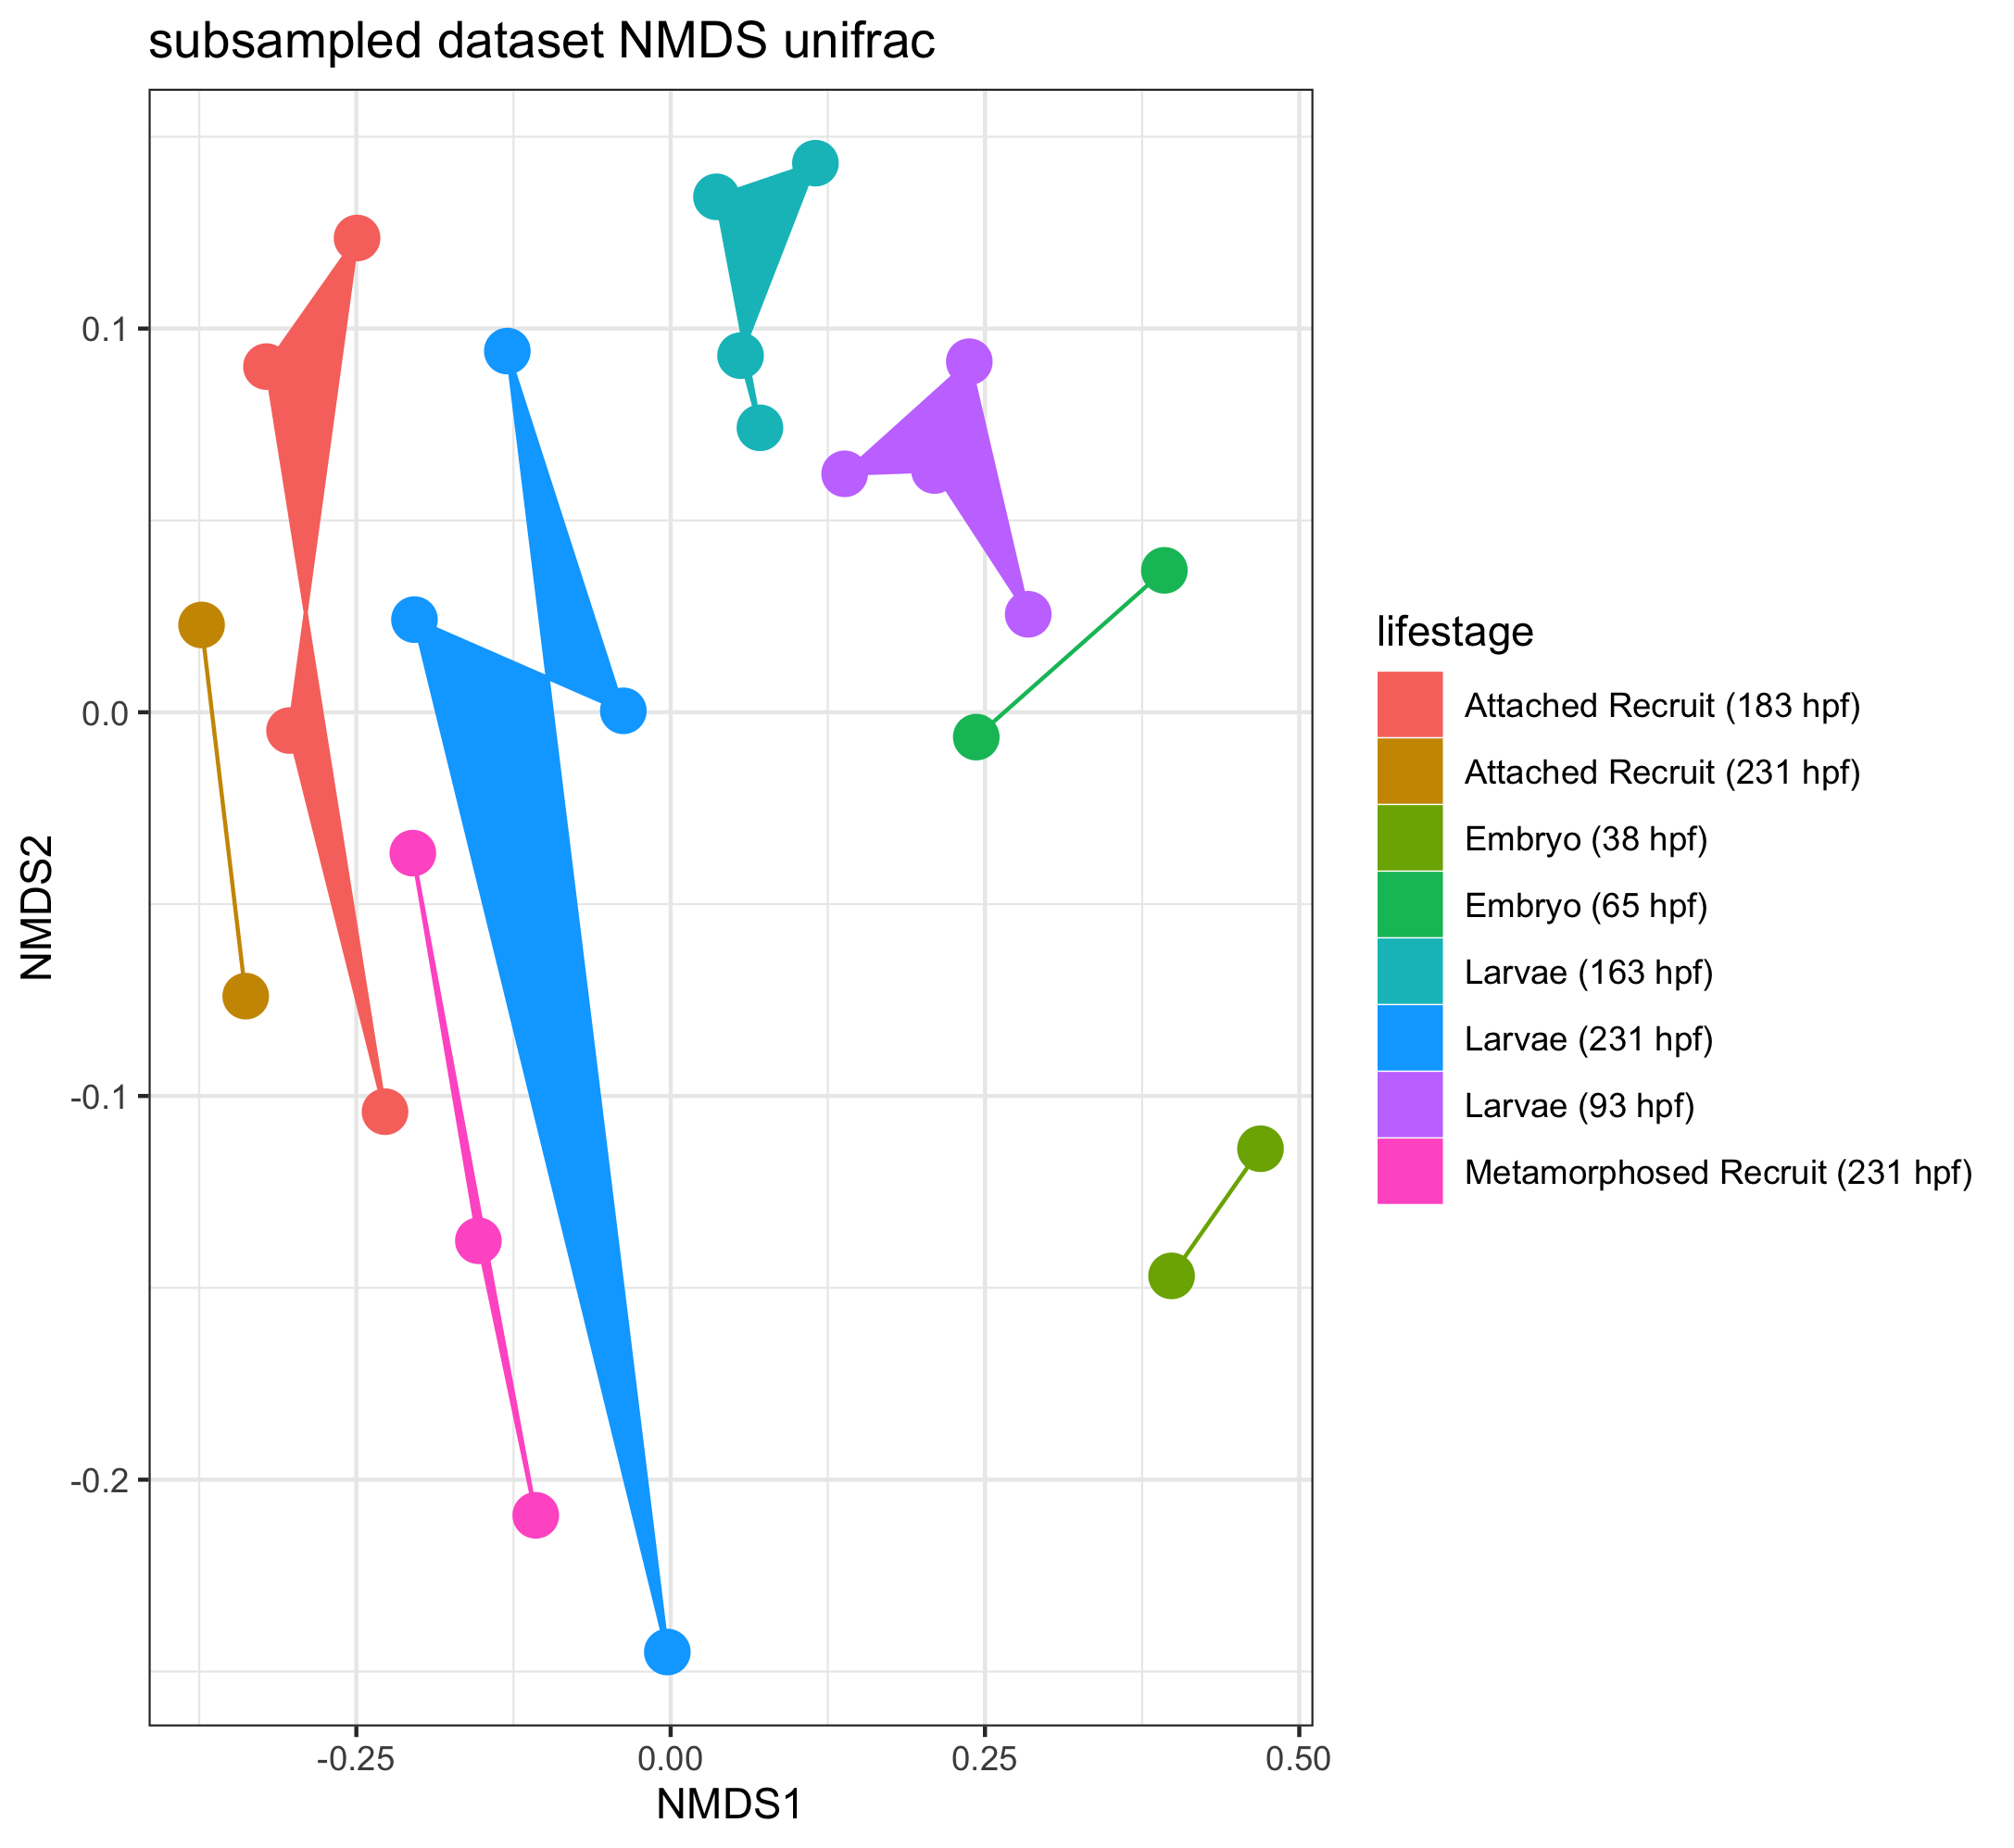 subsampled dataset NMDS unifrac
0.1
0.0
-0.1
-0.2
NMDS2
-0.25
0.00
0.25
0.50
NMDS1
lifestage
Attached Recruit (183 hpf)
Attached Recruit (231 hpf)
Embryo (38 hpf)
Embryo (65 hpf)
Larvae (163 hpf)
Larvae (231 hpf)
Larvae (93 hpf)
Metamorphosed Recruit (231 hpf)